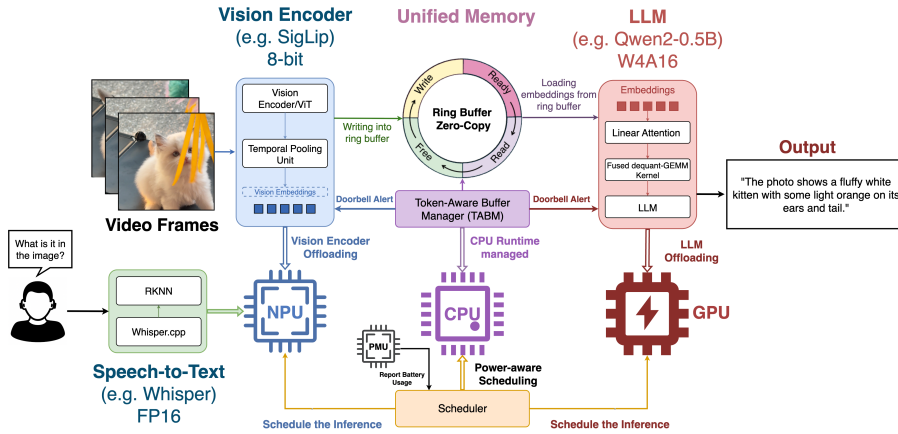 Vision Encoder
(e.g. SigLip)
8-bit
Unified Memory
LLM
(e.g. Qwen2-0.5B)
W4A16
Vision
Encoder/ViT
Temporal Pooling
Unit
Vision Embeddings
Video Frames
Writing into
ring buffer
Write
Ready
Read
Free
Ring Buffer
Zero-Copy
Loading
embeddings from
ring buffer
Embeddings
Linear Attention
Fused dequant-GEMM
Kernel
LLM
Output
"The photo shows a fluffy white
kitten with some light orange on its
ears and tail."
Doorbell Alert
Token-Aware Buffer
Manager (TABM)
Doorbell Alert
Vision Encoder
Offloading
CPU Runtime
managed
LLM
Offloading
What is it in
the image?
RKNN
Whisper.cpp
NPU
CPU
GPU
Speech-to-Text
(e.g. Whisper)
FP16
PMU
Report Battery
Usage
Power-aware
Scheduling
Scheduler
Schedule the Inference
Schedule the Inference